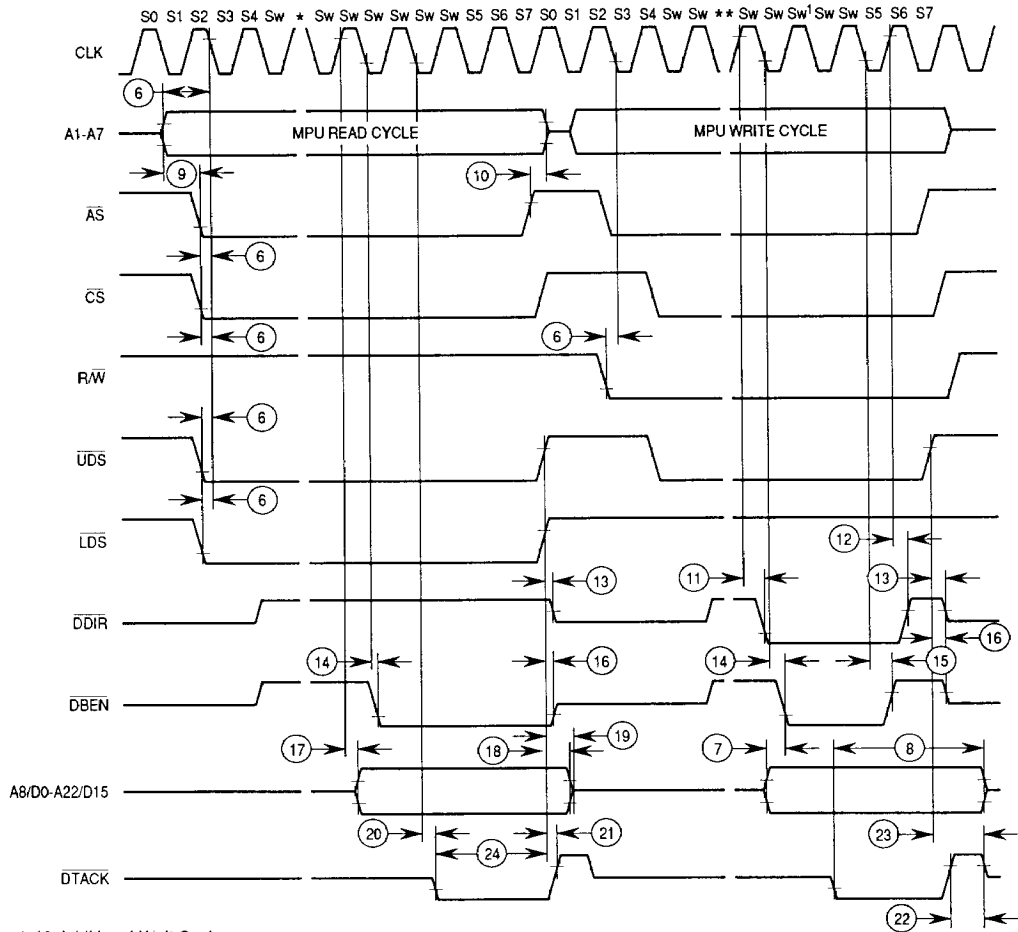 S0 S1 S2 S3 S4 Sw * Sw Sw Sw Sw Sw S5 S6 S7 S0 S1 S2 S3 S4 Sw Sw ** Sw Sw Sw1 Sw Sw S5 S6 S7
CLK
6
A1-A7 MPU READ CYCLE MPU WRITE CYCLE
9 10
AS
6
CS
6 6
R/W
6
UDS
6
LDS
12
13 11 13
DDIR
14 16 14 15 16
DBEN
17 18 19 7 8
A8/D0-A22/D15
20 24 21 23
DTACK
22